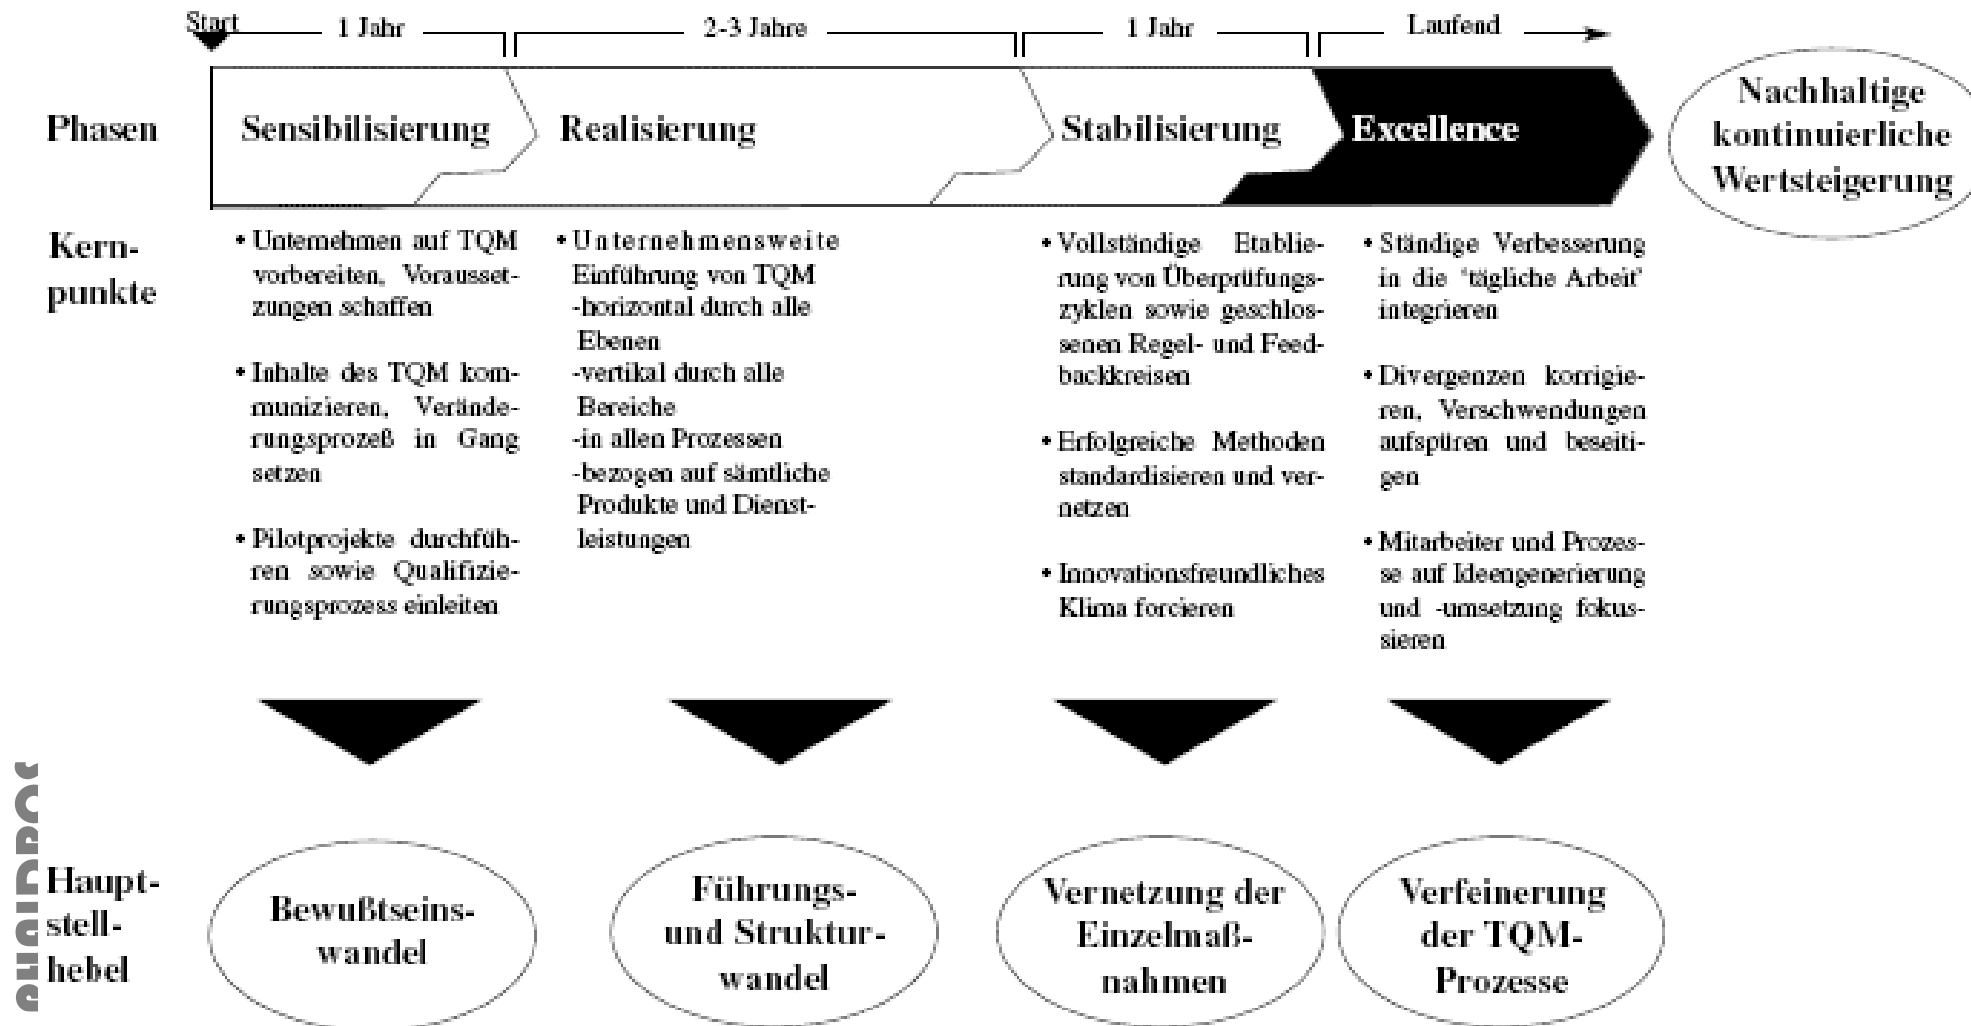 Start
1 Jahr
2-3 Jahre
1 Jahr
Laufend
Phasen
Sensibilisierung
Realisierung
Stabilisierung
Excellence
Nachhaltige
kontinuierliche
Wertsteigerung
Kern-
punkte
• Unternehmen auf TQM
vorbereiten, Vorausset-
zungen schaffen
• Inhalte des TQM kom-
munizieren, Verände-
rungsprozeß in Gang
setzen
• Pilotprojekte durchfüh-
ren sowie Qualifizie-
rungsprozess einleiten
• Unternehmensweite
Einführung von TQM
-horizontal durch alle
Ebenen
-vertikal durch alle
Bereiche
-in allen Prozessen
-bezogen auf sämtliche
Produkte und Dienst-
leistungen
• Vollständige Etablie-
rung von Überprüfungs-
zyklen sowie geschlos-
senen Regel- und Feed-
backkreisen
• Erfolgreiche Methoden
standardisieren und ver-
netzen
• Innovationsfreundliches
Klima forcieren
• Ständige Verbesserung
in die 'tägliche Arbeit'
integrieren
• Divergenzen korrigie-
ren, Verschwendungen
aufspüren und beseiti-
gen
• Mitarbeiter und Prozes-
se auf Ideengenerierung
und -umsetzung fokus-
sieren
Haupt-
stell-
hebel
Bewußtseins-
wandel
Führungs-
und Struktur-
wandel
Vernetzung der
Einzelmaß-
nahmen
Verfeinerung
der TQM-
Prozesse